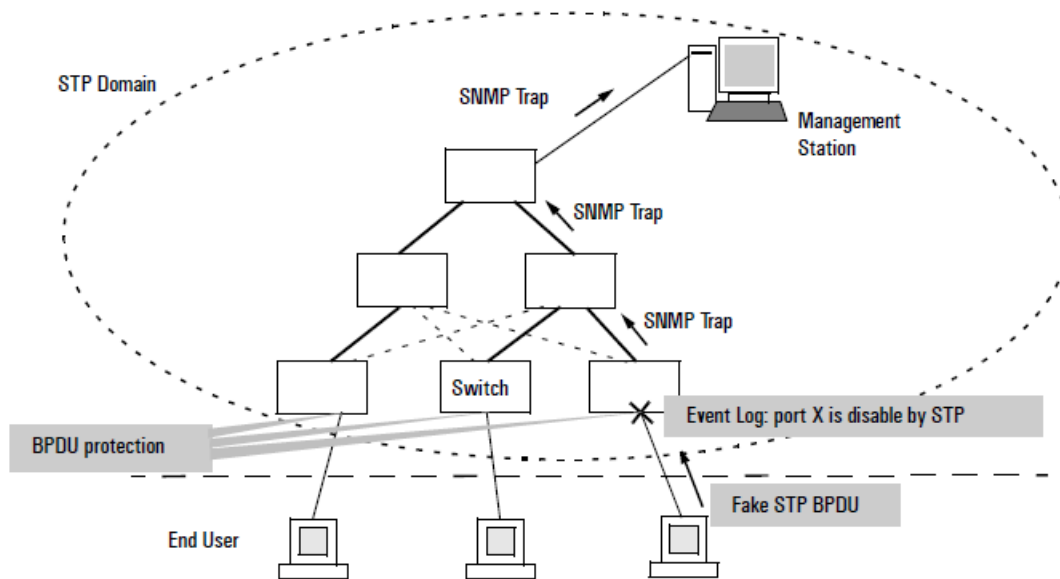 STP Domain
SNMP Trap
Management
Station
SNMP Trap
SNMP Trap
Switch
Event Log: port X is disable by STP
BPDU protection
Fake STP BPDU
End User